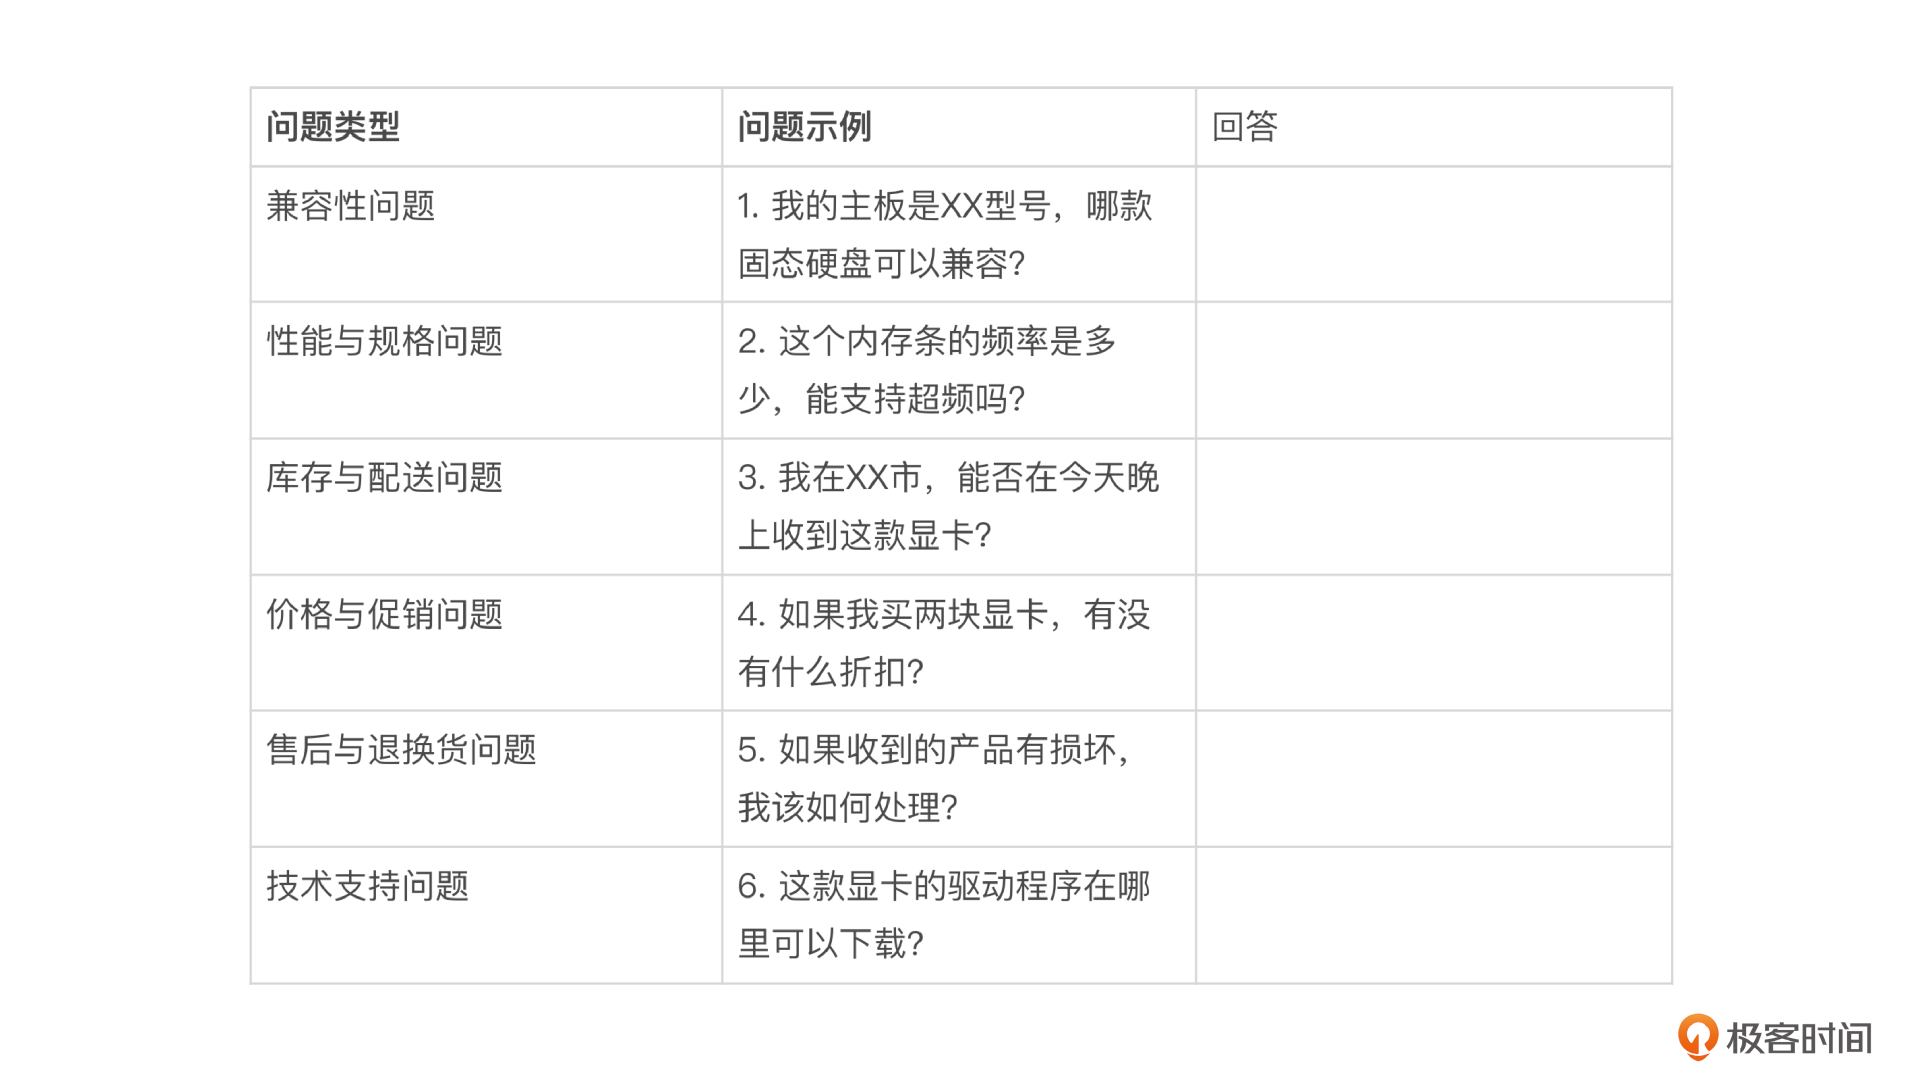 问题类型
问题示例
回答
兼容性问题
1. 我的主板是XX型号，哪款
固态硬盘可以兼容？
性能与规格问题
2. 这个内存条的频率是多
少，能支持超频吗？
库存与配送问题
3. 我在XX市，能否在今天晚
上收到这款显卡？
价格与促销问题
4. 如果我买两块显卡，有没
有什么折扣？
售后与退换货问题
5. 如果收到的产品有损坏，
我该如何处理？
技术支持问题
6. 这款显卡的驱动程序在哪
里可以下载？
极客时间